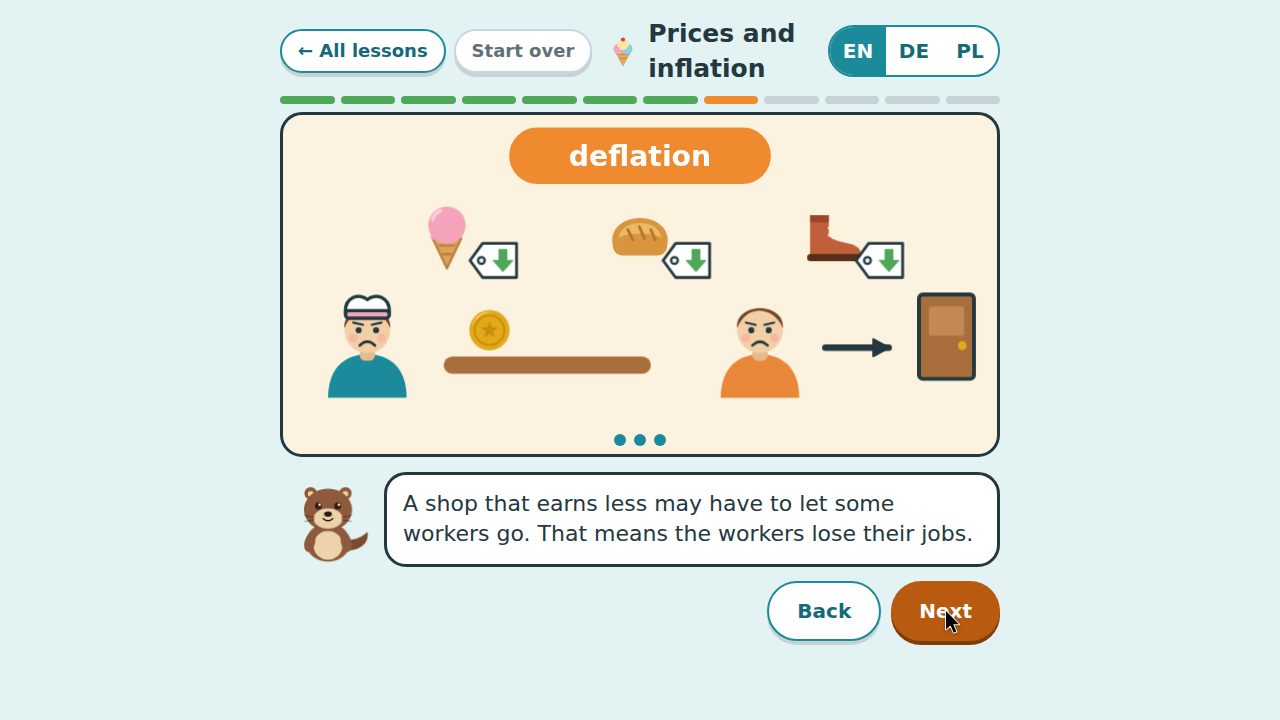 ← All lessons
Start over
Prices and
inflation
EN
DE
PL
deflation
A shop that earns less may have to let some
workers go. That means the workers lose their jobs.
Back
Next